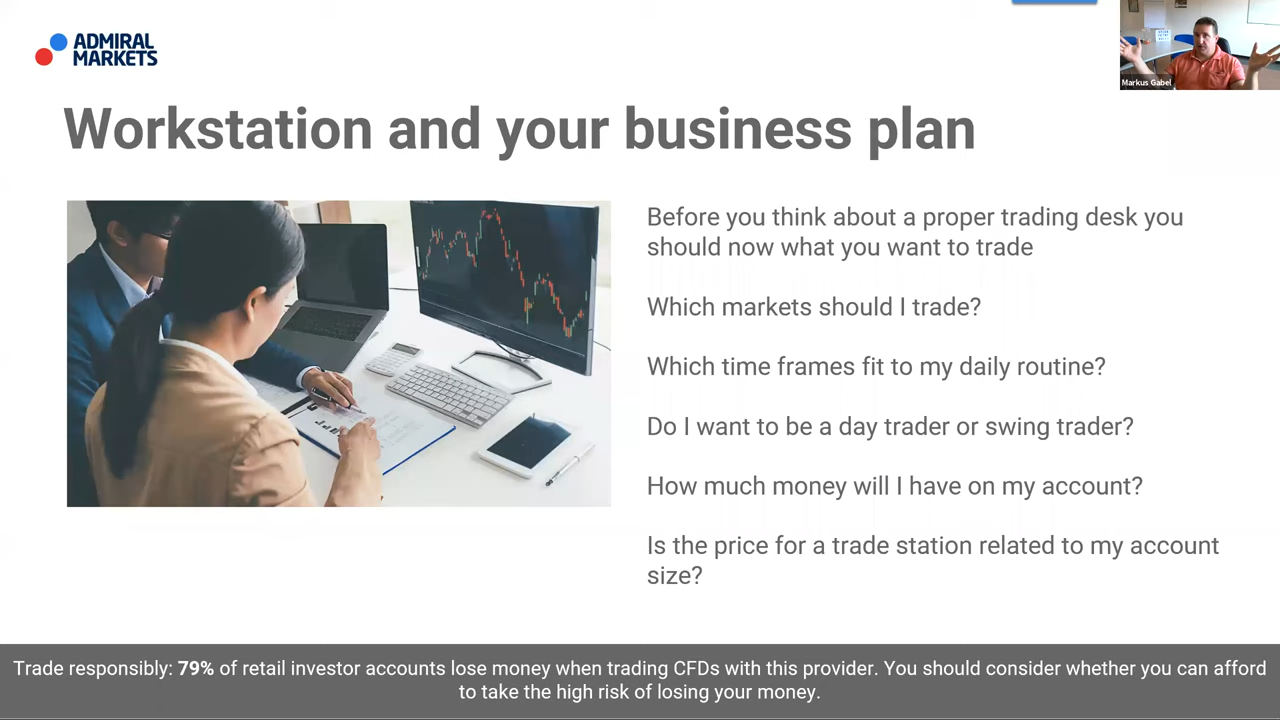 ADMIRAL
MARKETS
Markus Gabel
Workstation and your business plan
Before you think about a proper trading desk you
should now what you want to trade
Which markets should I trade?
Which time frames fit to my daily routine?
Do I want to be a day trader or swing trader?
How much money will I have on my account?
Is the price for a trade station related to my account
size?
Trade responsibly: 79% of retail investor accounts lose money when trading CFDs with this provider. You should consider whether you can afford
to take the high risk of losing your money.